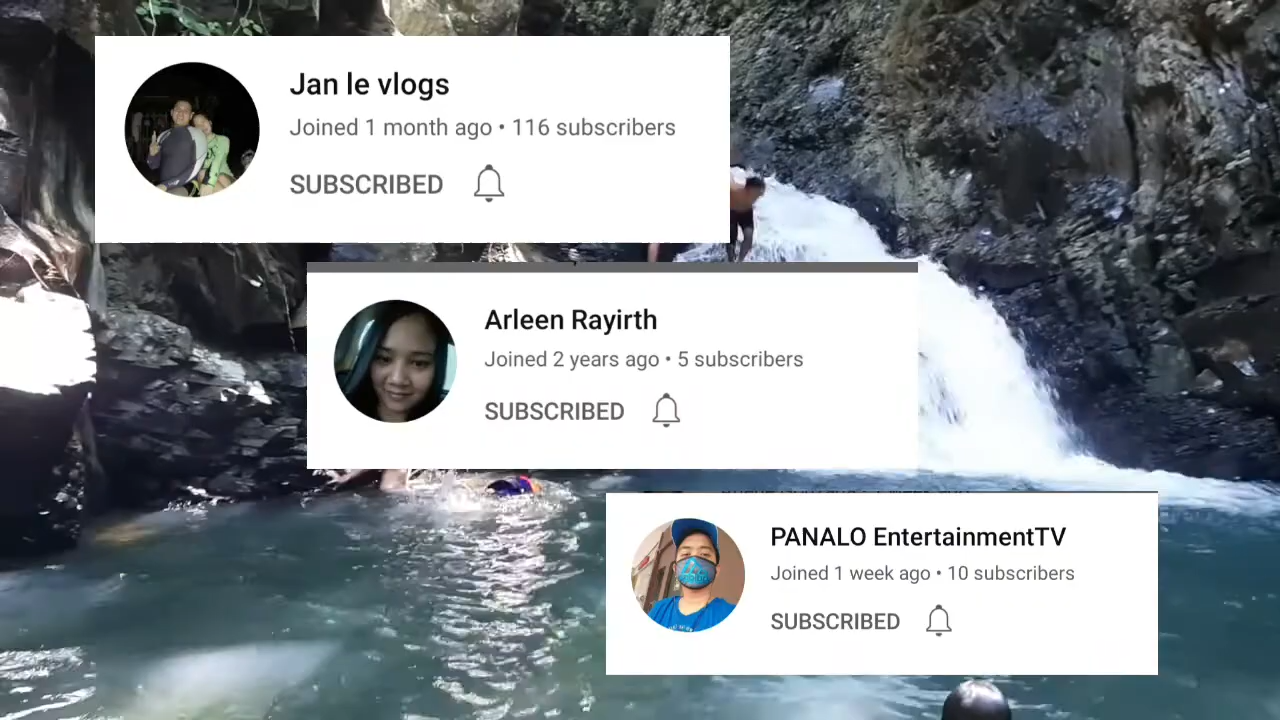 Jan le vlogs
Joined 1 month ago • 116 subscribers
SUBSCRIBED
Arleen Rayirth
Joined 2 years ago • 5 subscribers
SUBSCRIBED
PANALO EntertainmentTV
Joined 1 week ago • 10 subscribers
SUBSCRIBED